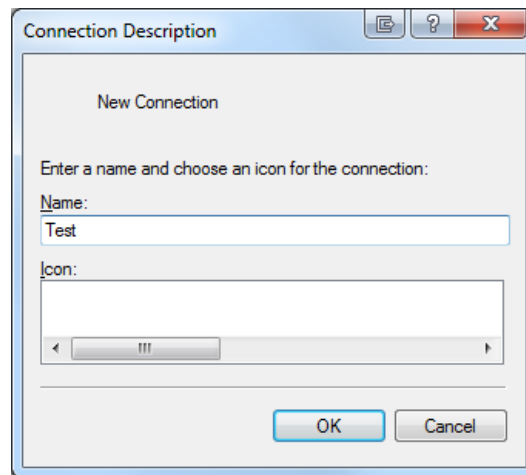 Connection Description
New Connection
Enter a name and choose an icon for the connection:
Name:
Test
Icon:
OK Cancel